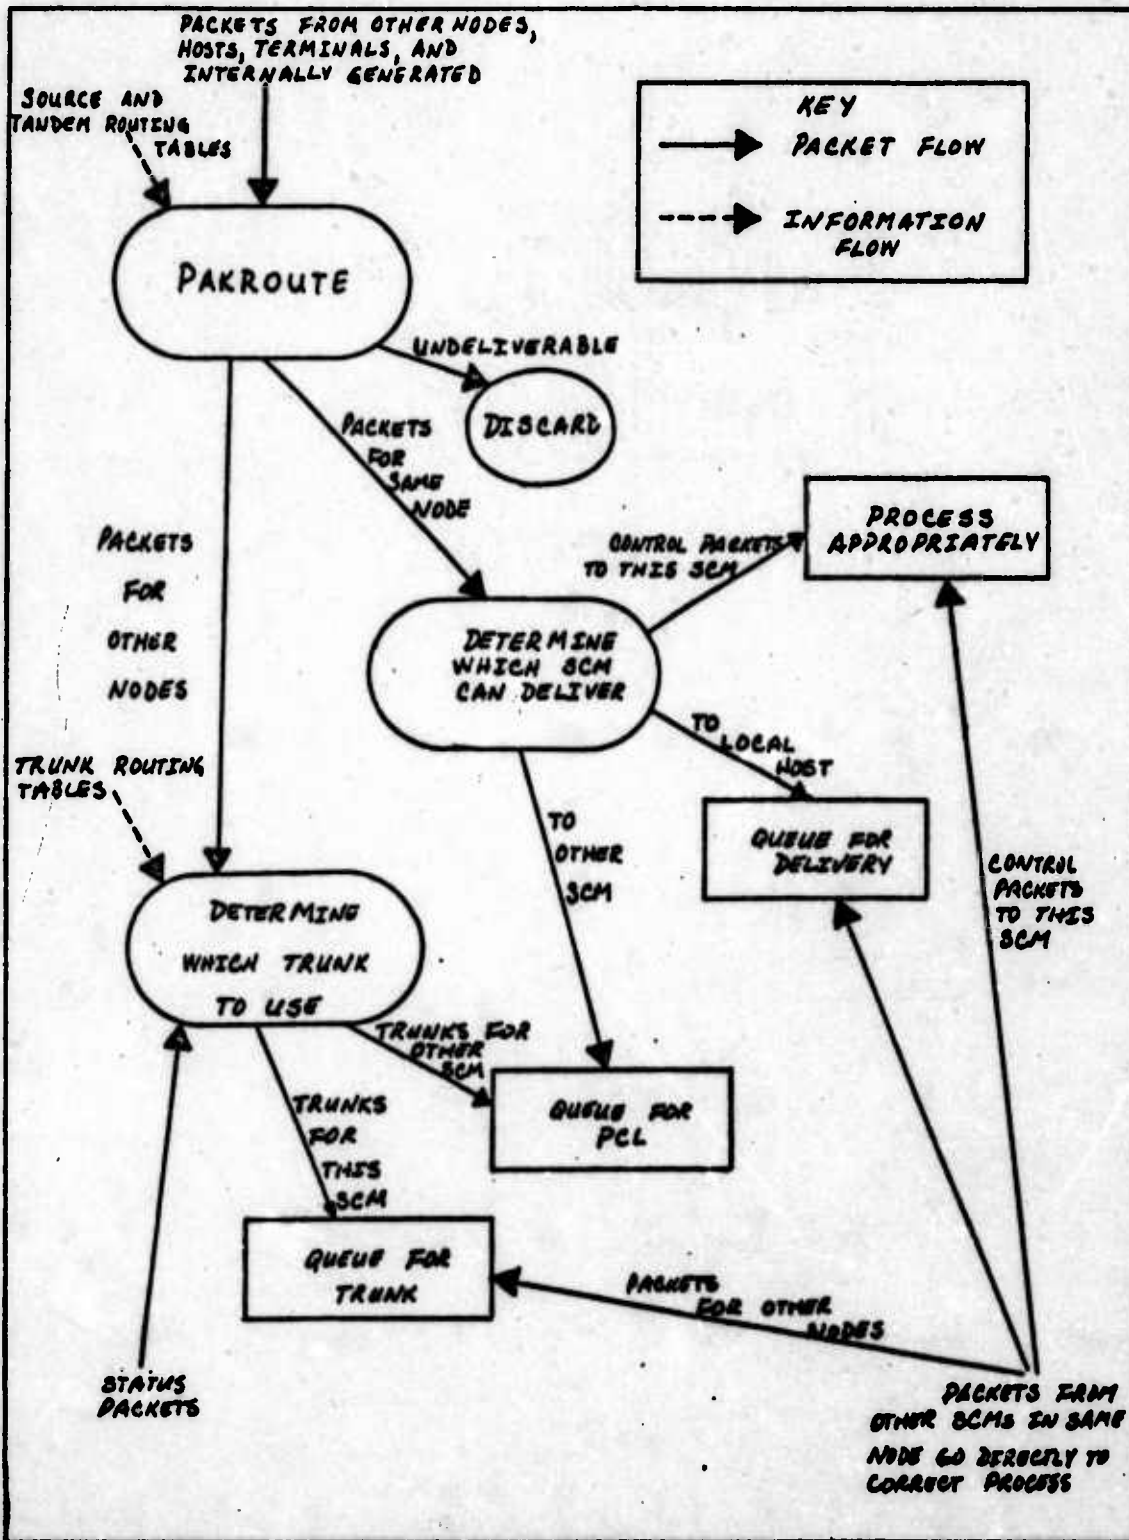 PACKETS FROM OTHER NODES,
HOSTS, TERMINALS, AND
INTERNALLY GENERATED
SOURCE AND
TANDEM ROUTING
TABLES
KEY
PACKET FLOW
INFORMATION
FLOW
PAKROUTE
UNDELIVERABLE
DISCARD
PACKETS
FOR
SAME
NODE
PACKETS
FOR
OTHER
NODES
CONTROL PACKETS
TO THIS SCM
PROCESS
APPROPRIATELY
DETERMINE
WHICH SCM
CAN DELIVER
TO
LOCAL
HOST
QUEUE FOR
DELIVERY
TO
OTHER
SCM
CONTROL
PACKETS
TO THIS
SCM
TRUNK ROUTING
TABLES
DETERMINE
WHICH TRUNK
TO USE
TRUNKS FOR
OTHER
SCM
QUEUE FOR
PCL
TRUNKS
FOR
THIS
SCM
QUEUE FOR
TRUNK
PACKETS
FOR OTHER
NODES
STATUS
PACKETS
PACKETS FROM
OTHER SCMS IN SAME
NODE GO DIRECTLY TO
CORRECT PROCESS